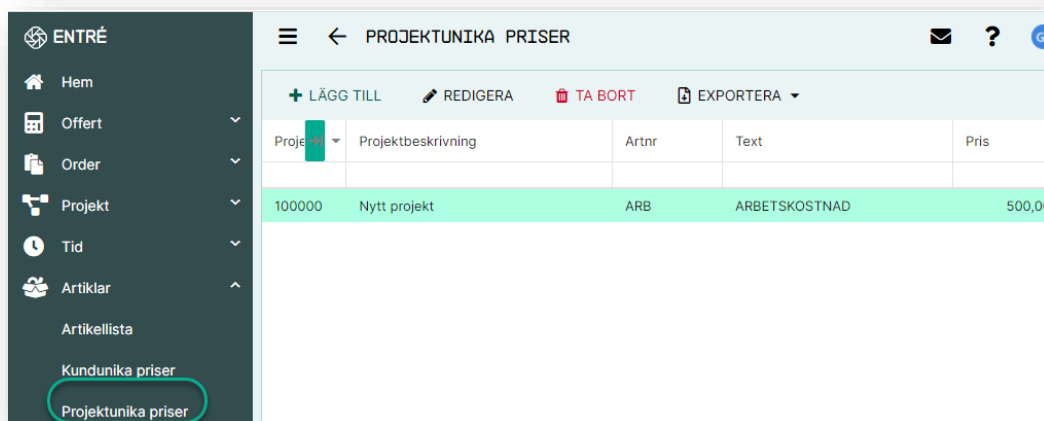 ENTRÉ
PROJEKTUNIKA PRISER
?
Hem
Offert
Order
Projekt
Tid
Artiklar
Artikellista
Kundunika priser
Projektunika priser
LÄGG TILL REDIGERA TA BORT EXPORTERA
Proje Projektbeskrivning Artnr Text Pris
100000 Nytt projekt ARB ARBETSKOSTNAD 500,0